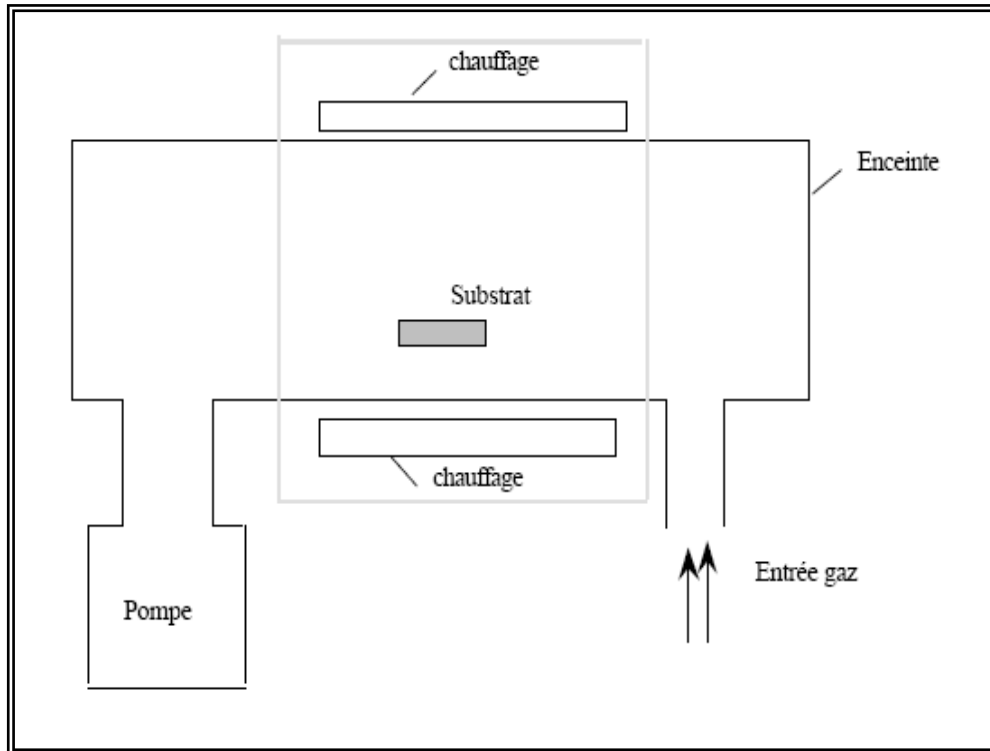 chauffage
Enceinte
Substrat
chauffage
Entrée gaz
Pompe